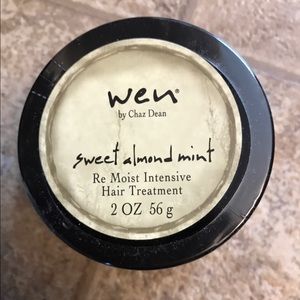 wen®
by Chaz Dean
sweet almond mint
Re Moist Intensive
Hair Treatment
2 OZ 56 g